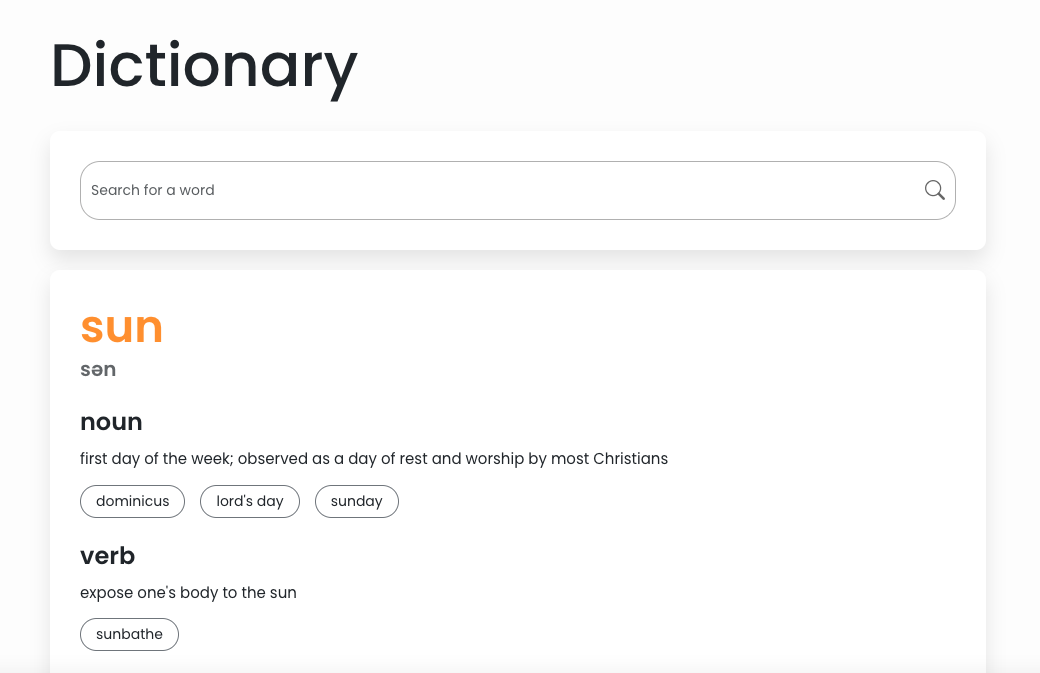 Dictionary
Search for a word
sun
sən
noun
first day of the week; observed as a day of rest and worship by most Christians
dominicus lord's day sunday
verb
expose one's body to the sun
sunbathe